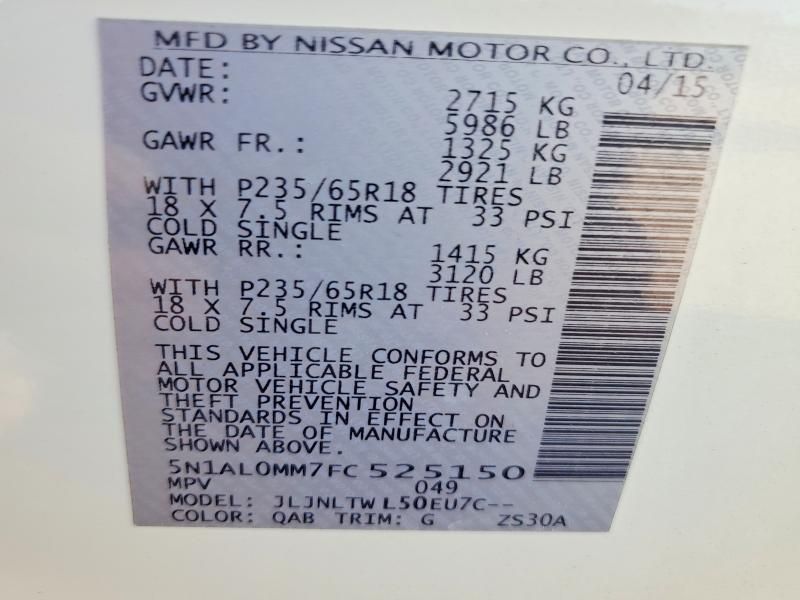 MFD BY NISSAN MOTOR CO., LTD.
DATE: 04/15
GVWR: 2715 KG
5986 LB
GAWR FR.: 1325 KG
2921 LB
WITH P235/65R18 TIRES
18 X 7.5 RIMS AT 33 PSI
COLD SINGLE
GAWR RR.: 1415 KG
3120 LB
WITH P235/65R18 TIRES
18 X 7.5 RIMS AT 33 PSI
COLD SINGLE
THIS VEHICLE CONFORMS TO
ALL APPLICABLE FEDERAL
MOTOR VEHICLE SAFETY AND
THEFT PREVENTION
STANDARDS IN EFFECT ON
THE DATE OF MANUFACTURE
SHOWN ABOVE.
5N1AL0MM7FC525150
MPV 049
MODEL: JLJNLTWL50EU7C--
COLOR: QAB TRIM: G ZS30A